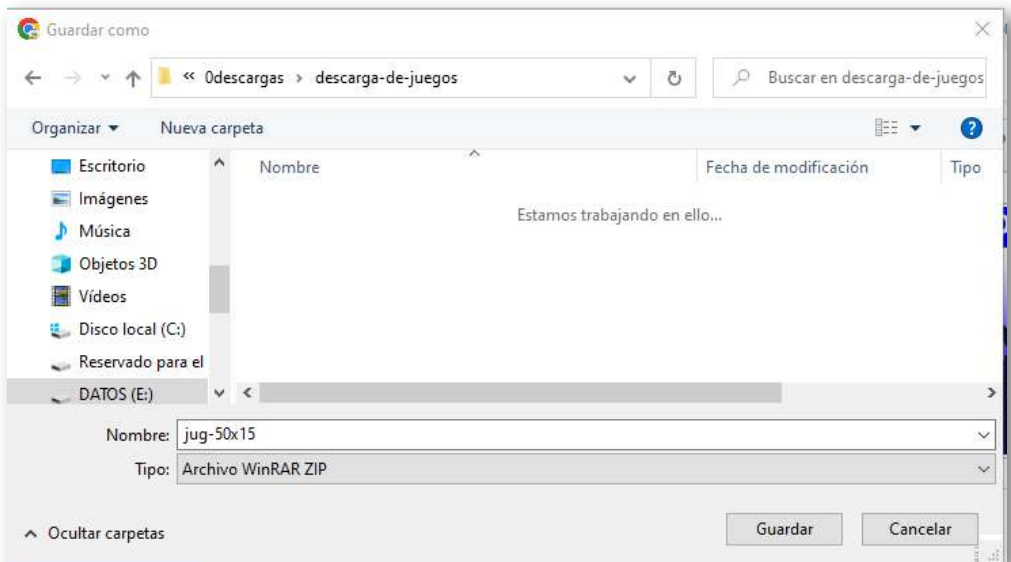 Guardar como
« 0descargas › descarga-de-juegos
Buscar en descarga-de-juegos
Organizar
Nueva carpeta
Escritorio
Imágenes
Música
Objetos 3D
Vídeos
Disco local (C:)
Reservado para el
DATOS (E:)
Nombre
Fecha de modificación
Tipo
Estamos trabajando en ello...
Nombre: jug-50x15
Tipo: Archivo WinRAR ZIP
Ocultar carpetas
Guardar
Cancelar